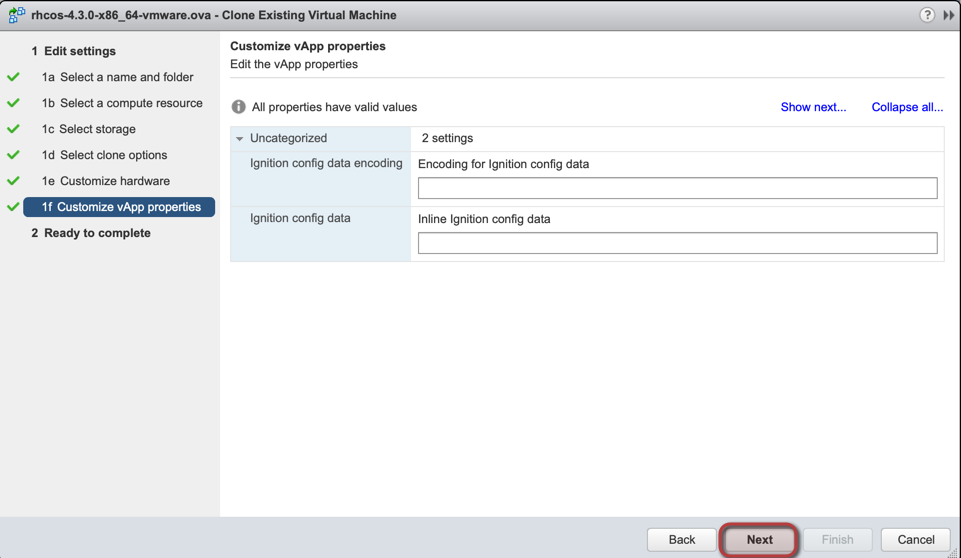 rhcos-4.3.0-x86_64-vmware.ova - Clone Existing Virtual Machine
?
1 Edit settings
1a Select a name and folder
1b Select a compute resource
1c Select storage
1d Select clone options
1e Customize hardware
1f Customize vApp properties
2 Ready to complete
Customize vApp properties
Edit the vApp properties
All properties have valid values
Show next...
Collapse all...
Uncategorized
2 settings
Ignition config data encoding
Encoding for Ignition config data
Ignition config data
Inline Ignition config data
Back
Next
Finish
Cancel